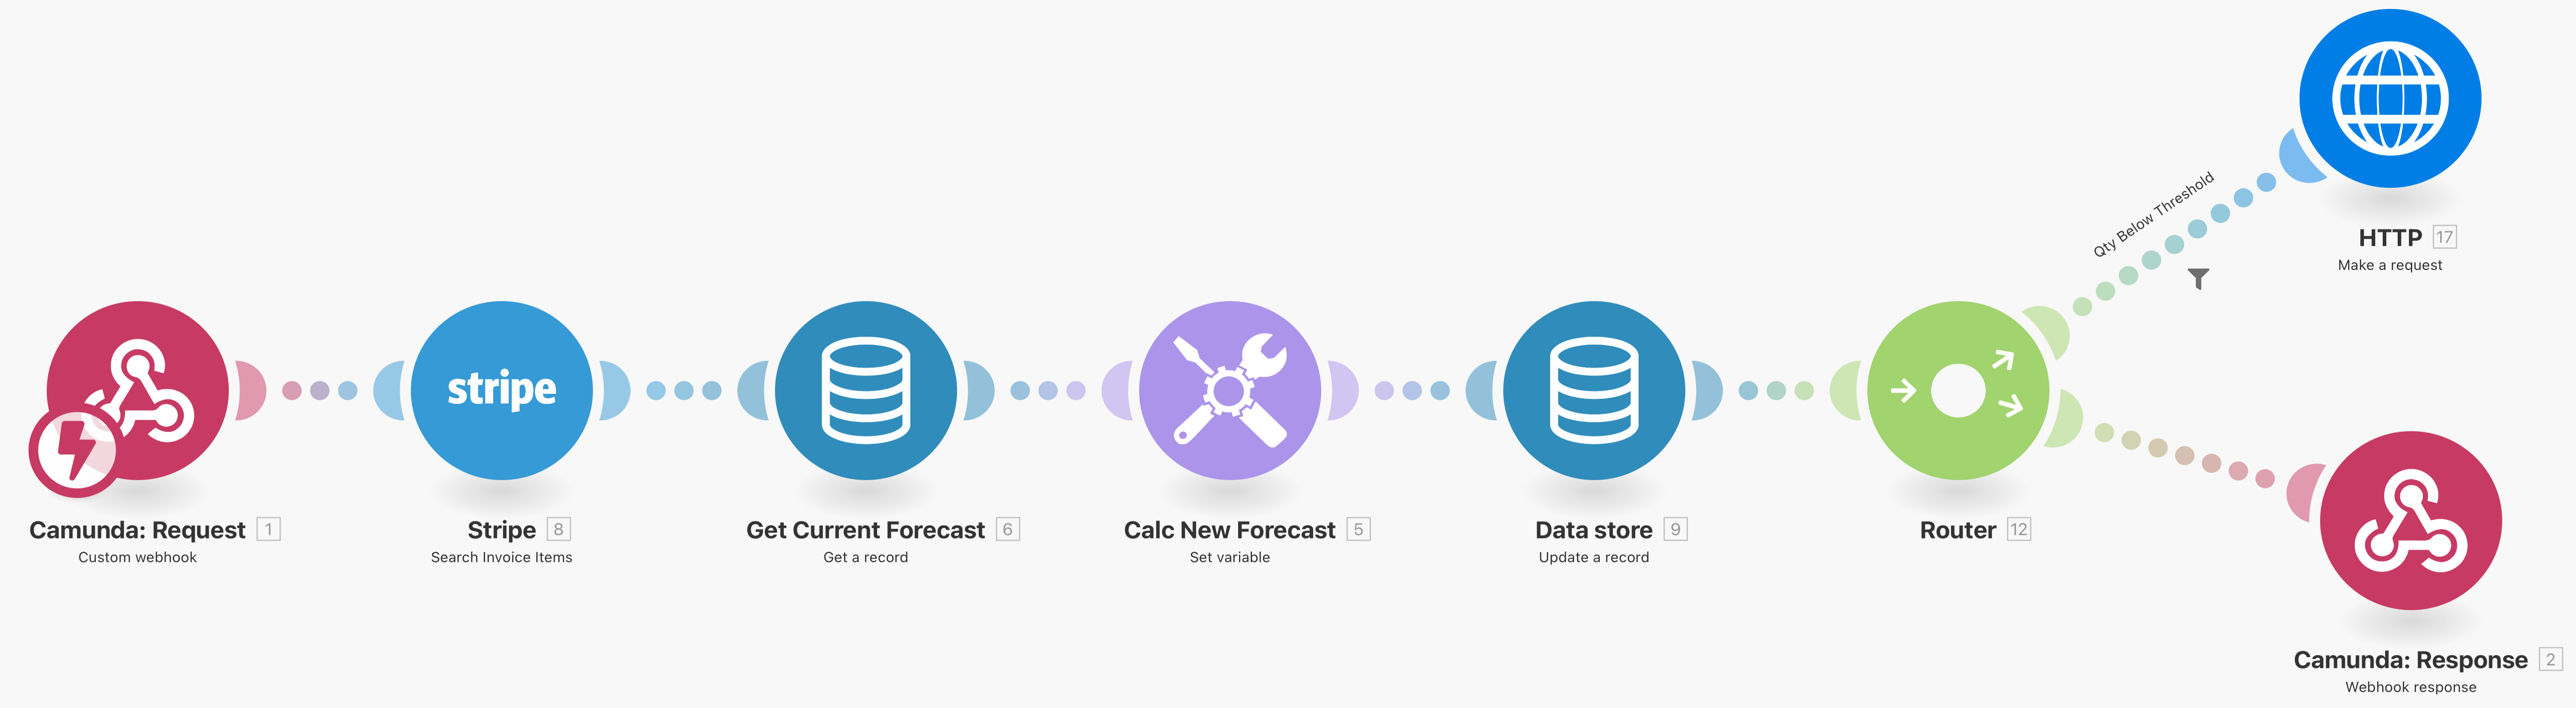 Camunda: Request 1
Custom webhook
stripe
Stripe 8
Search Invoice Items
Get Current Forecast 6
Get a record
Calc New Forecast 5
Set variable
Data store 9
Update a record
Router 12
Qty Below Threshold
HTTP 17
Make a request
Camunda: Response 2
Webhook response